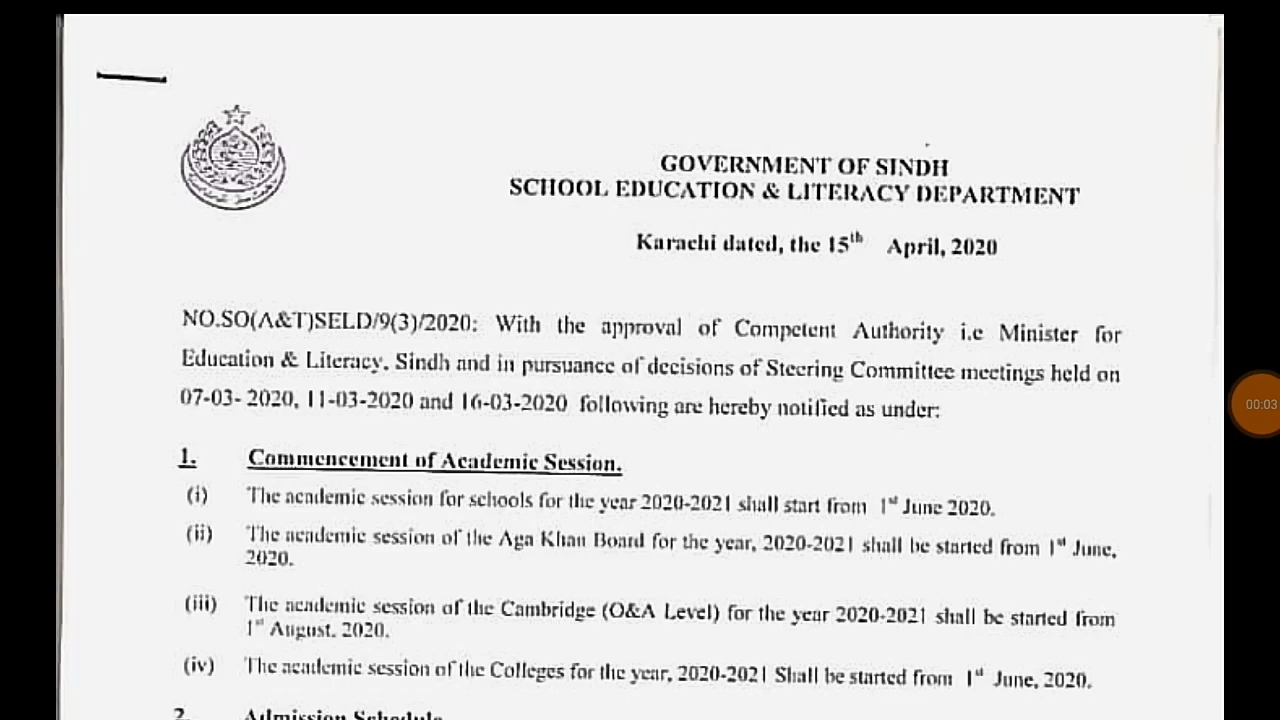 GOVERNMENT OF SINDH
SCHOOL EDUCATION & LITERACY DEPARTMENT
Karachi dated, the 15th April, 2020
NO.SO(A&T)SELD/9(3)/2020: With the approval of Competent Authority i.e Minister for
Education & Literacy, Sindh and in pursuance of decisions of Steering Committee meetings held on
07-03- 2020, 11-03-2020 and 16-03-2020 following are hereby notified as under:
1. Commencement of Academic Session.
(i) The academic session for schools for the year 2020-2021 shall start from 1st June 2020.
(ii) The academic session of the Aga Khan Board for the year, 2020-2021 shall be started from 1st June,
2020.
(iii) The academic session of the Cambridge (O&A Level) for the year 2020-2021 shall be started from
1st August, 2020.
(iv) The academic session of the Colleges for the year, 2020-2021 Shall be started from 1st June, 2020.
2. Admission Schedule
00:03